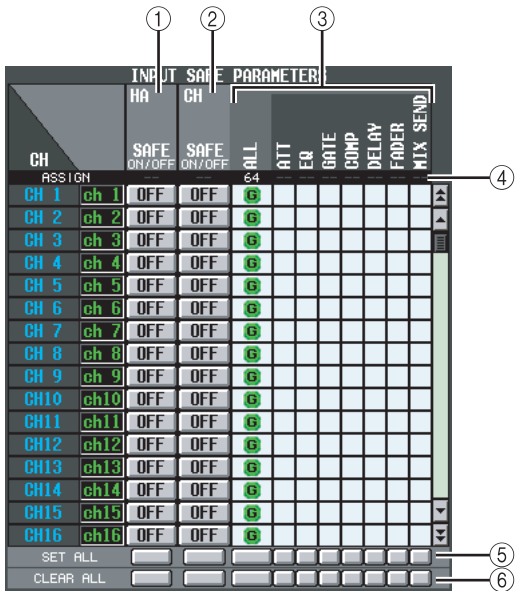 ① ② ③
INPUT SAFE PARAMETERS
HA CH
SAFE SAFE
CH ON/OFF ON/OFF ALL ATT EQ GATE COMP DELAY FADER MIX SEND
ASSIGN -- -- 64 -- -- -- -- -- -- -- ④
CH 1 ch 1 OFF OFF G
CH 2 ch 2 OFF OFF G
CH 3 ch 3 OFF OFF G
CH 4 ch 4 OFF OFF G
CH 5 ch 5 OFF OFF G
CH 6 ch 6 OFF OFF G
CH 7 ch 7 OFF OFF G
CH 8 ch 8 OFF OFF G
CH 9 ch 9 OFF OFF G
CH10 ch10 OFF OFF G
CH11 ch11 OFF OFF G
CH12 ch12 OFF OFF G
CH13 ch13 OFF OFF G
CH14 ch14 OFF OFF G
CH15 ch15 OFF OFF G
CH16 ch16 OFF OFF G
SET ALL ⑤
CLEAR ALL ⑥